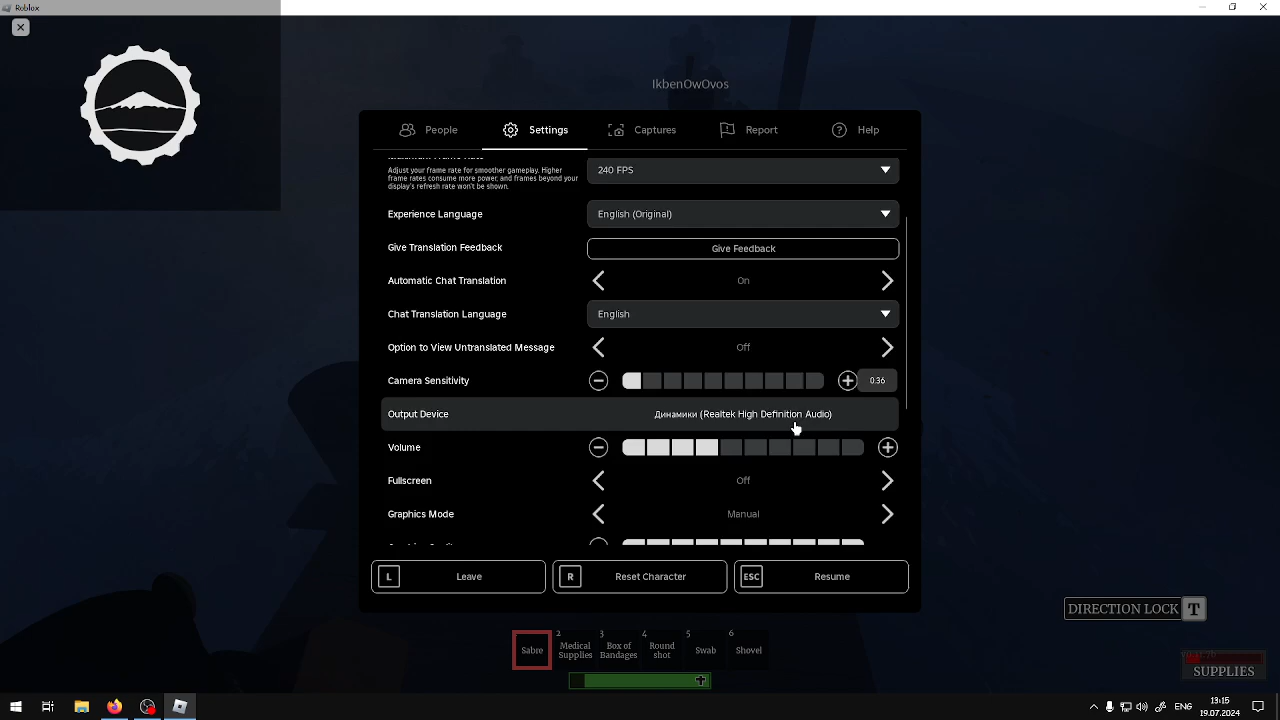 Roblox
IkbenOwOvos
People
Settings
Captures
Report
Help
Adjust your frame rate for smoother gameplay. Higher
frame rates consume more power, and frames beyond your
display's refresh rate won't be shown.
240 FPS
Experience Language
English (Original)
Give Translation Feedback
Give Feedback
Automatic Chat Translation
On
Chat Translation Language
English
Option to View Untranslated Message
Off
Camera Sensitivity
0.36
Output Device
Динамики (Realtek High Definition Audio)
Volume
Fullscreen
Off
Graphics Mode
Manual
L
Leave
R
Reset Character
ESC
Resume
DIRECTION LOCK T
Sabre
2
Medical
Supplies
3
Box of
Bandages
4
Round
shot
5
Swab
6
Shovel
SUPPLIES
ENG
13:15
19.07.2024